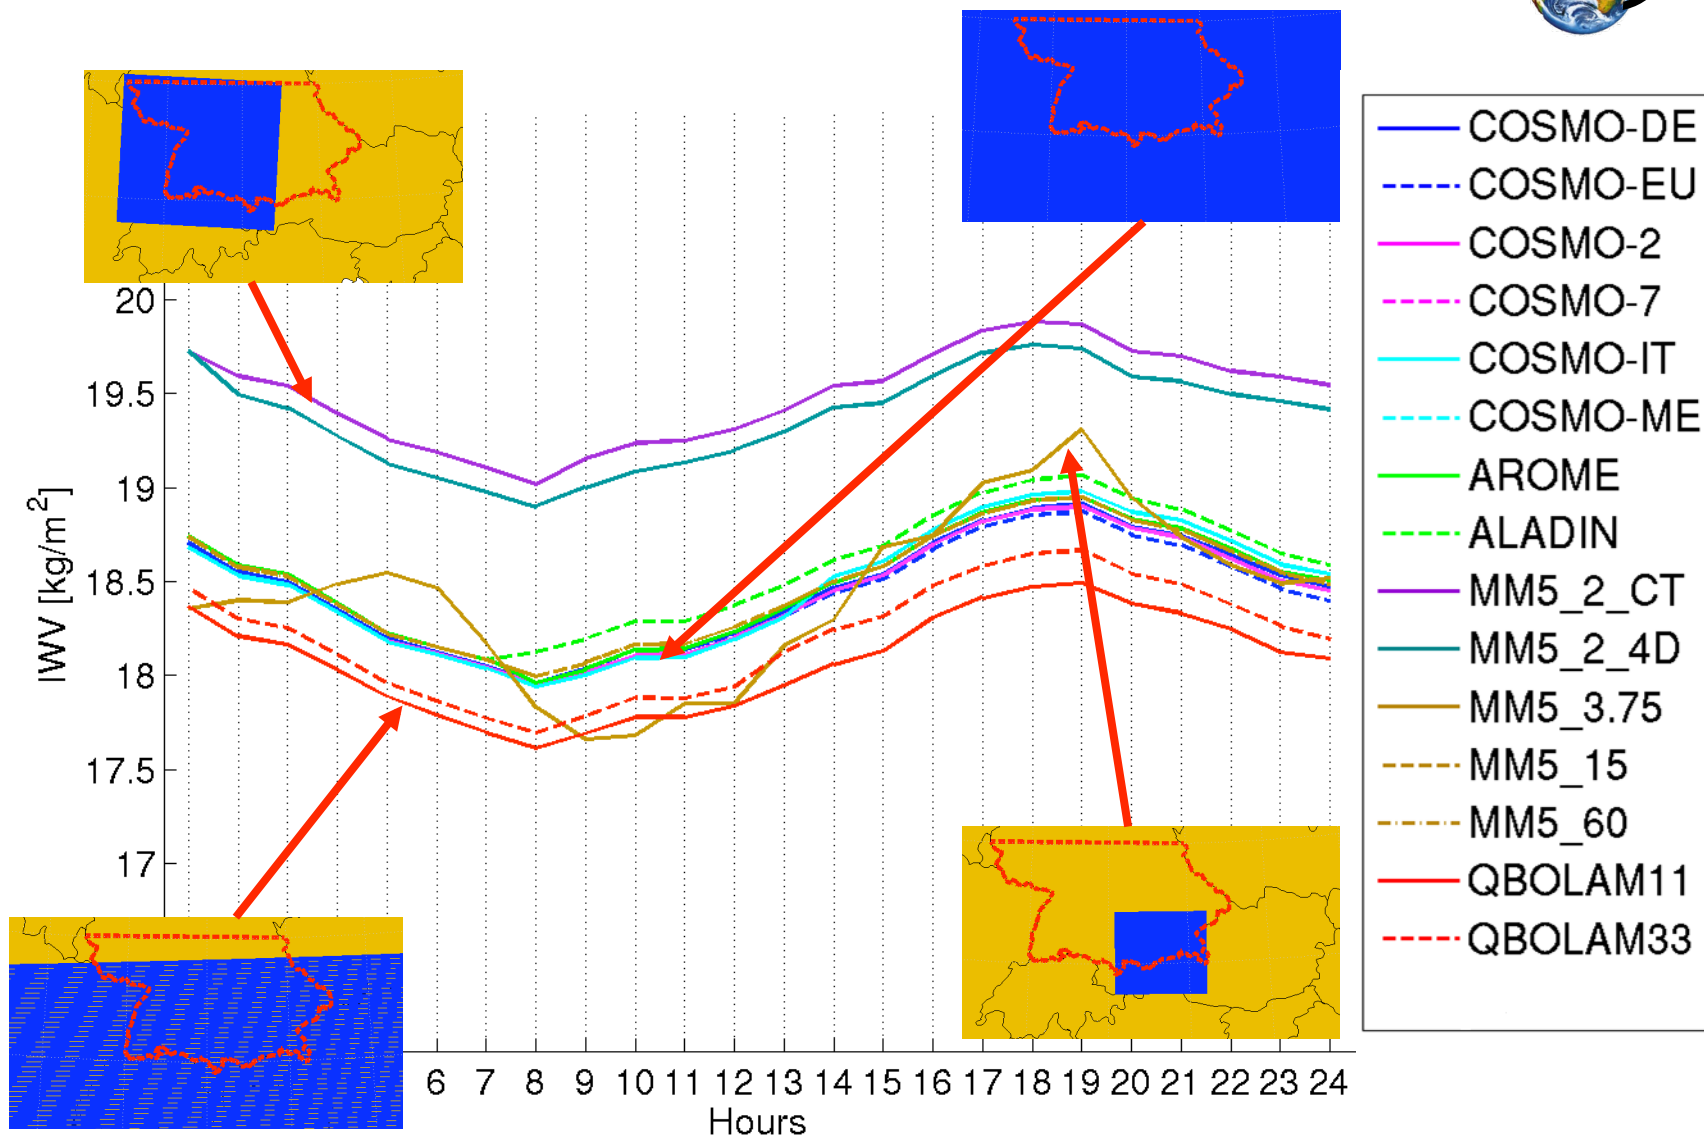 20
19.5
19
18.5
18
17.5
17
IWV [kg/m²]
6 7 8 9 10 11 12 13 14 15 16 17 18 19 20 21 22 23 24
Hours
COSMO-DE
COSMO-EU
COSMO-2
COSMO-7
COSMO-IT
COSMO-ME
AROME
ALADIN
MM5_2_CT
MM5_2_4D
MM5_3.75
MM5_15
MM5_60
QBOLAM11
QBOLAM33